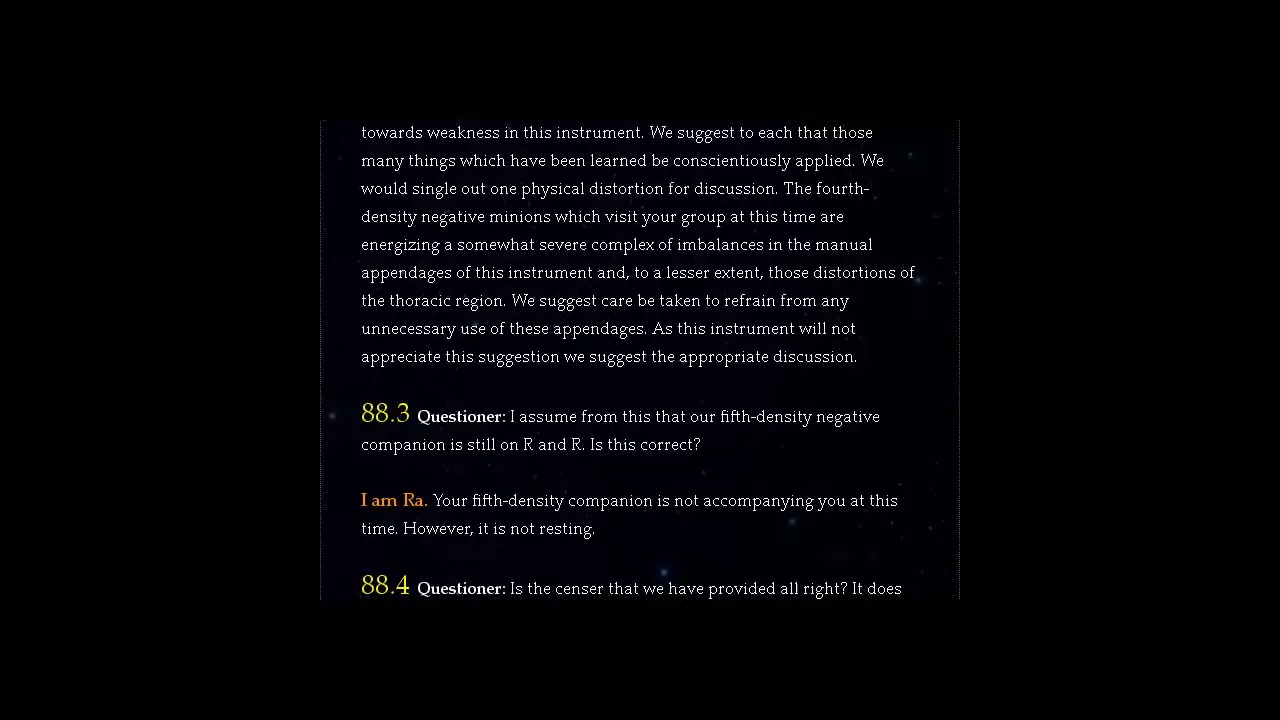 towards weakness in this instrument. We suggest to each that those
many things which have been learned be conscientiously applied. We
would single out one physical distortion for discussion. The fourth-
density negative minions which visit your group at this time are
energizing a somewhat severe complex of imbalances in the manual
appendages of this instrument and, to a lesser extent, those distortions of
the thoracic region. We suggest care be taken to refrain from any
unnecessary use of these appendages. As this instrument will not
appreciate this suggestion we suggest the appropriate discussion.
88.3 Questioner: I assume from this that our fifth-density negative
companion is still on R and R. Is this correct?
I am Ra. Your fifth-density companion is not accompanying you at this
time. However, it is not resting.
88.4 Questioner: Is the censer that we have provided all right? It does